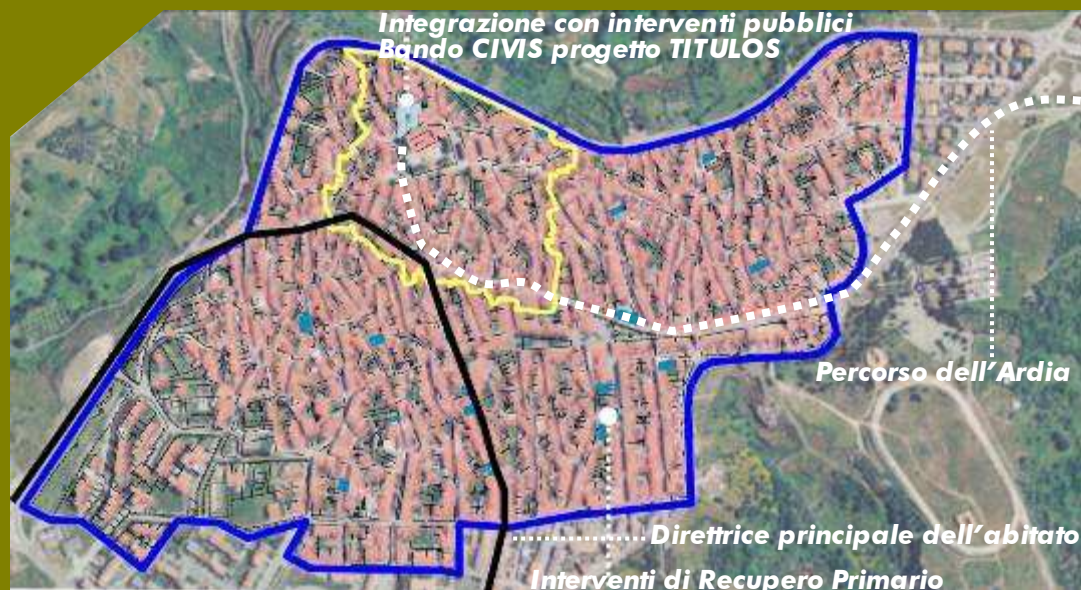 Integrazione con interventi pubblici
Bando CIVIS progetto TITULOS
Percorso dell'Ardia
Direttrice principale dell'abitato
Interventi di Recupero Primario